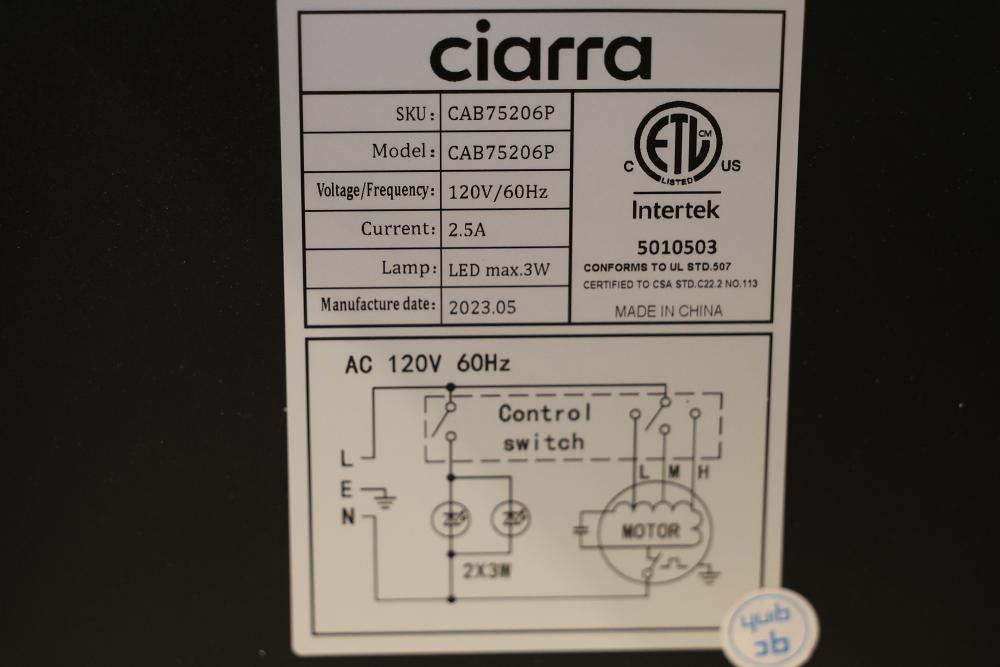 ciarra
SKU: CAB75206P
Model: CAB75206P
Voltage/Frequency: 120V/60Hz
Current: 2.5A
Lamp: LED max.3W
Manufacture date: 2023.05
ETL CM
LISTED
C US
Intertek
5010503
CONFORMS TO UL STD.507
CERTIFIED TO CSA STD.C22.2 NO.113
MADE IN CHINA
AC 120V 60Hz
Control
switch
L
E
N
L M H
MOTOR
2X3W